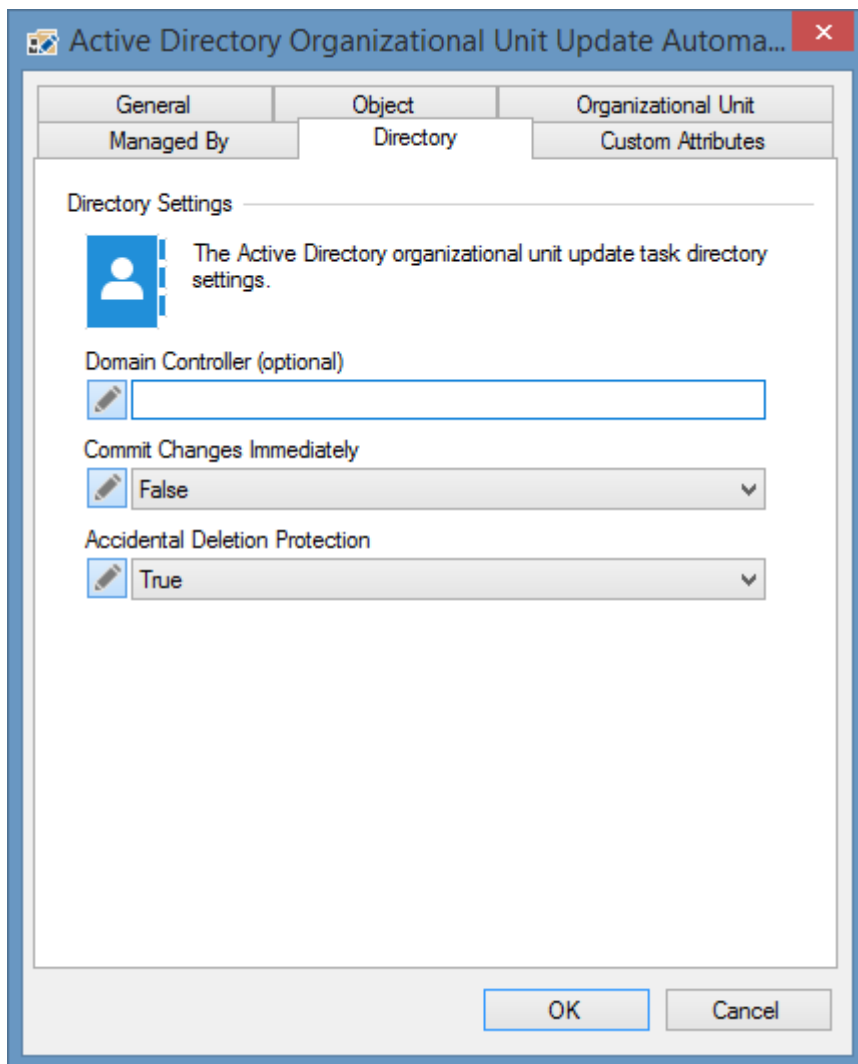 Active Directory Organizational Unit Update Automa...
General
Object
Organizational Unit
Managed By
Directory
Custom Attributes
Directory Settings
The Active Directory organizational unit update task directory
settings.
Domain Controller (optional)
Commit Changes Immediately
False
Accidental Deletion Protection
True
OK
Cancel